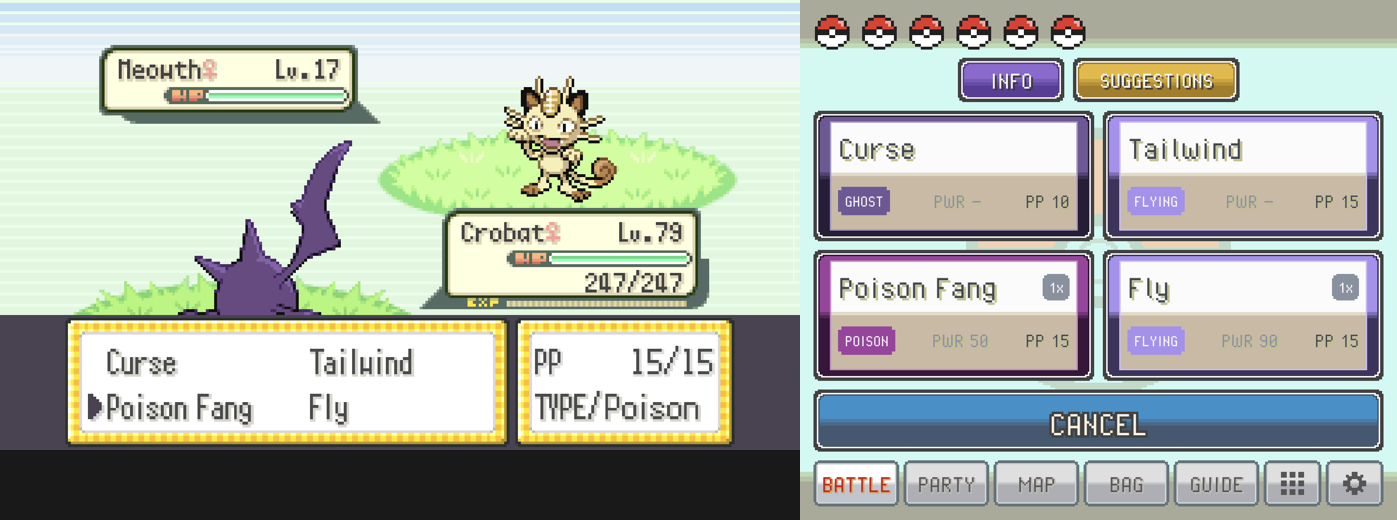 Meowth♀ Lv.17
HP
Crobat♀ Lv.79
HP
247/247
EXP
Curse Tailwind
Poison Fang Fly
PP 15/15
TYPE/Poison
INFO SUGGESTIONS
Curse
GHOST PWR – PP 10
Tailwind
FLYING PWR – PP 15
Poison Fang 1x
POISON PWR 50 PP 15
Fly 1x
FLYING PWR 90 PP 15
CANCEL
BATTLE PARTY MAP BAG GUIDE